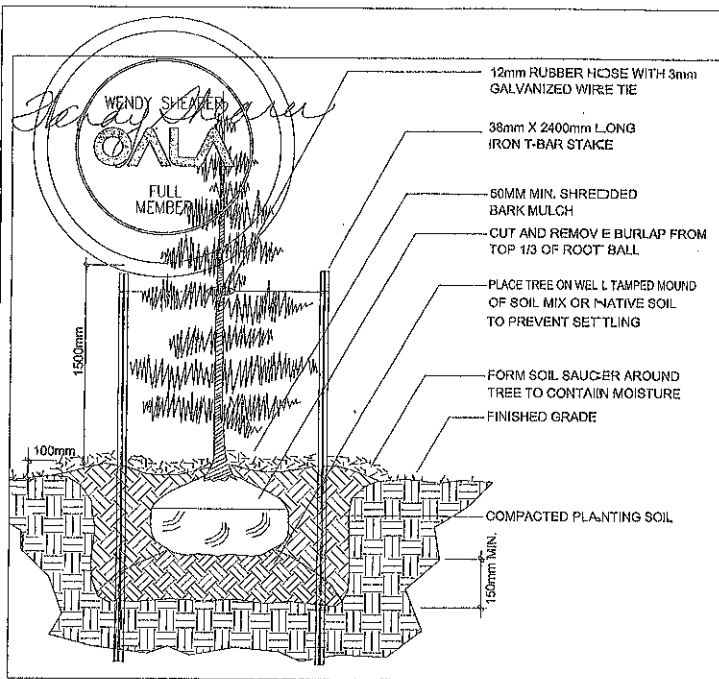 12mm RUBBER HOSE WITH 3mm
GALVANIZED WIRE TIE
WENDY SHEARER
Wendy Shearer
OALA
FULL
MEMBER
38mm X 2400mm LONG
IRON T-BAR STAKE
50MM MIN. SHREDDED
BARK MULCH
CUT AND REMOVE BURLAP FROM
TOP 1/3 OF ROOT BALL
PLACE TREE ON WELL TAMPED MOUND
OF SOIL MIX OR NATIVE SOIL
TO PREVENT SETTLING
1500mm
FORM SOIL SAUCER AROUND
TREE TO CONTAIN MOISTURE
FINISHED GRADE
100mm
COMPACTED PLANTING SOIL
150mm MIN.